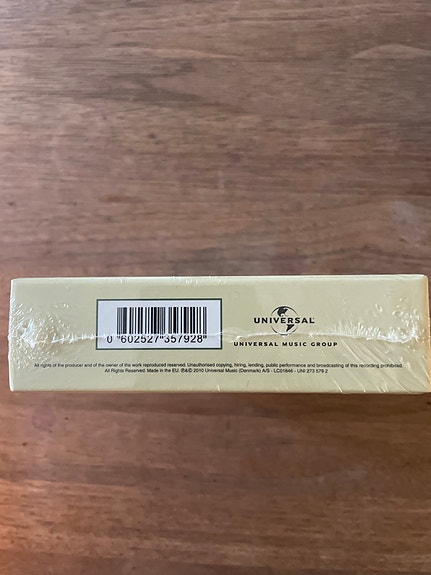 0 "602527"357928"
UNIVERSAL
UNIVERSAL MUSIC GROUP
All rights of the producer and of the owner of the work reproduced reserved. Unauthorised copying, hiring, lending, public performance and broadcasting of this recording prohibited.
All Rights Reserved. Made in the EU. ℗&© 2010 Universal Music (Denmark) A/S - LC01846 - UNI 273 579 2